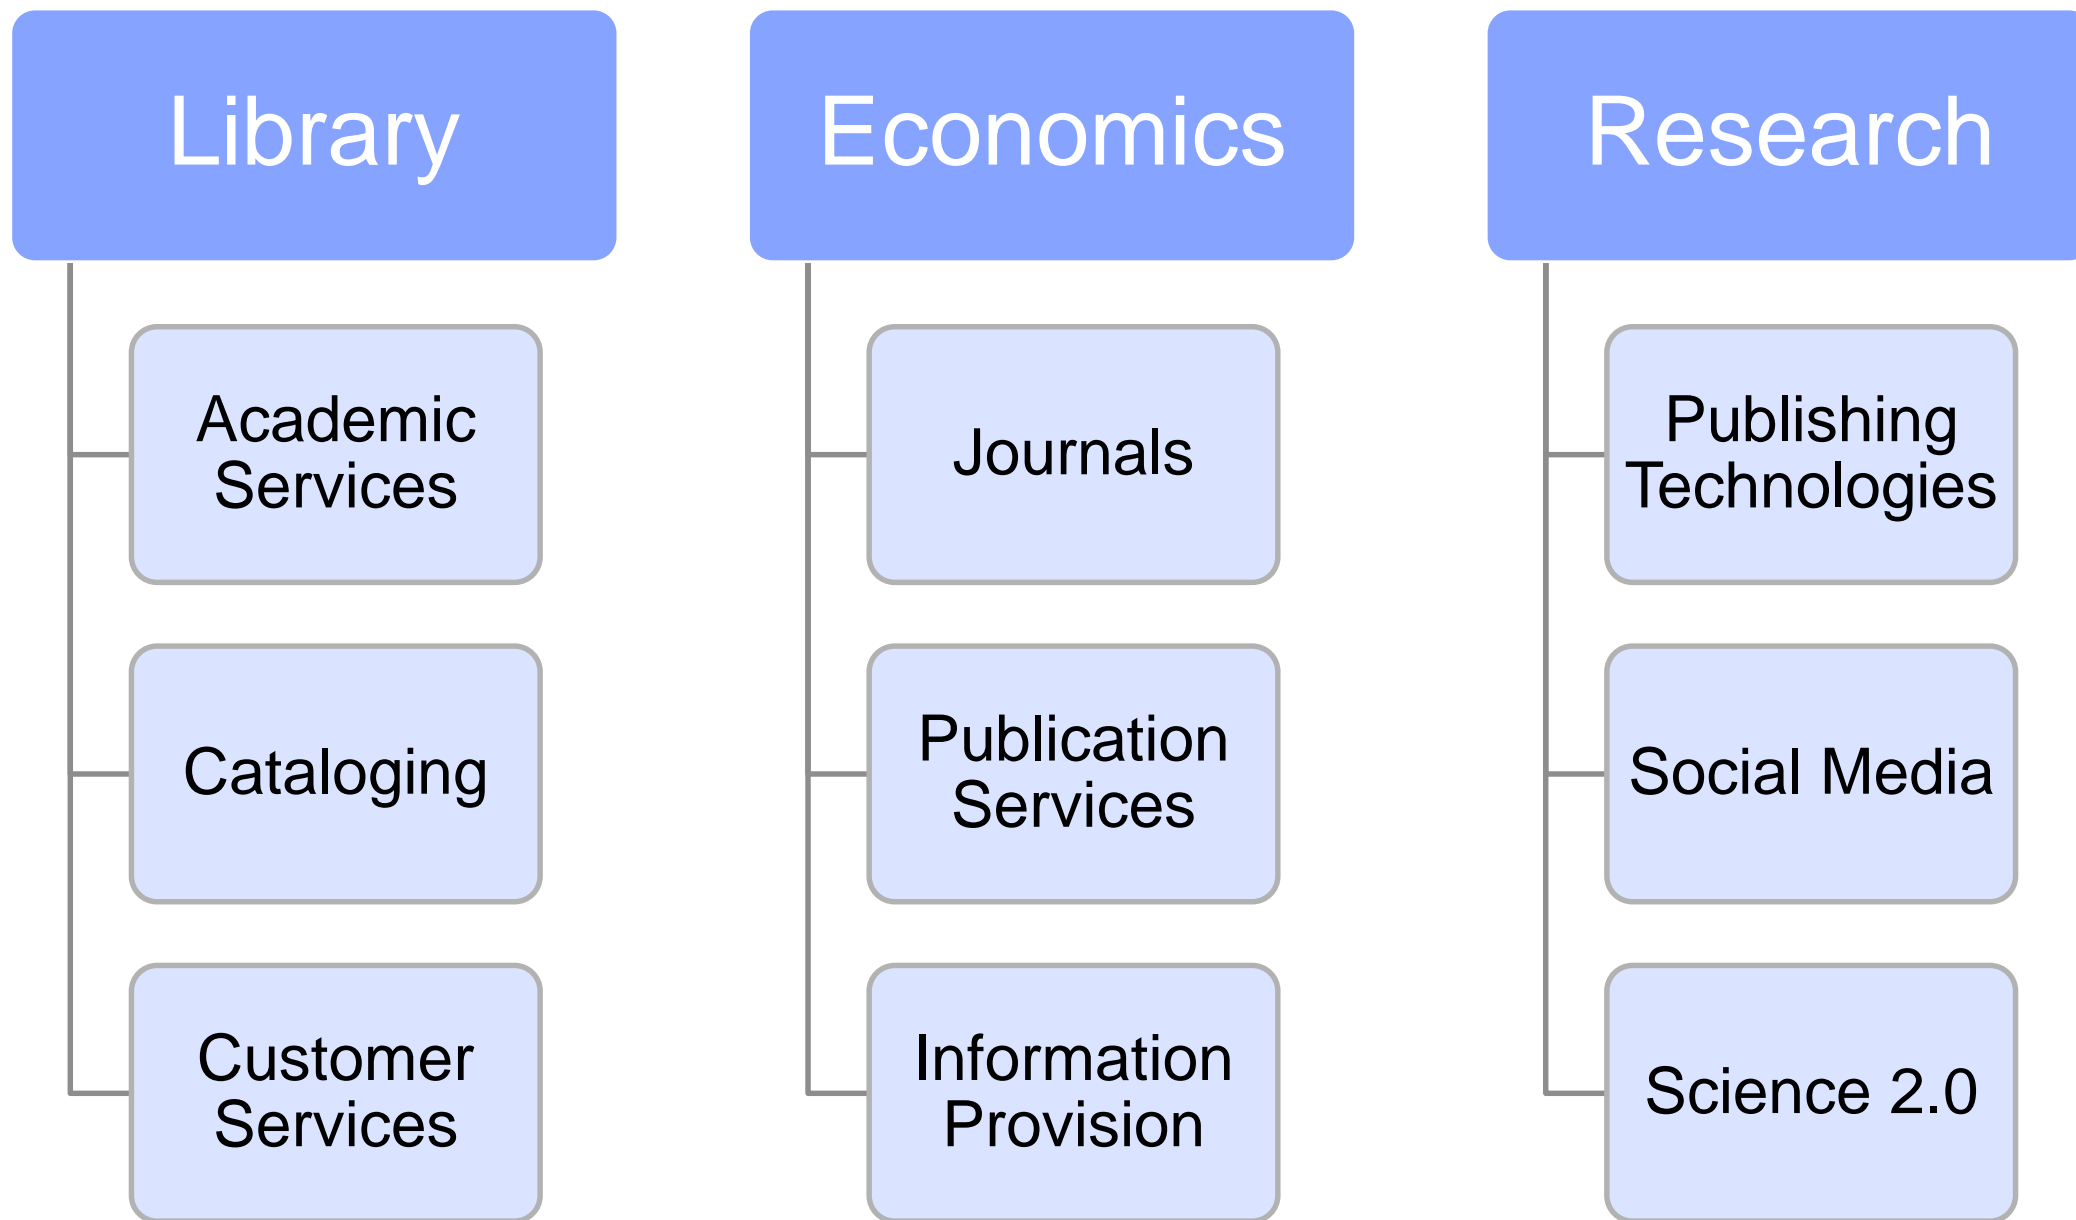 Library
Academic
Services
Cataloging
Customer
Services
Economics
Journals
Publication
Services
Information
Provision
Research
Publishing
Technologies
Social Media
Science 2.0